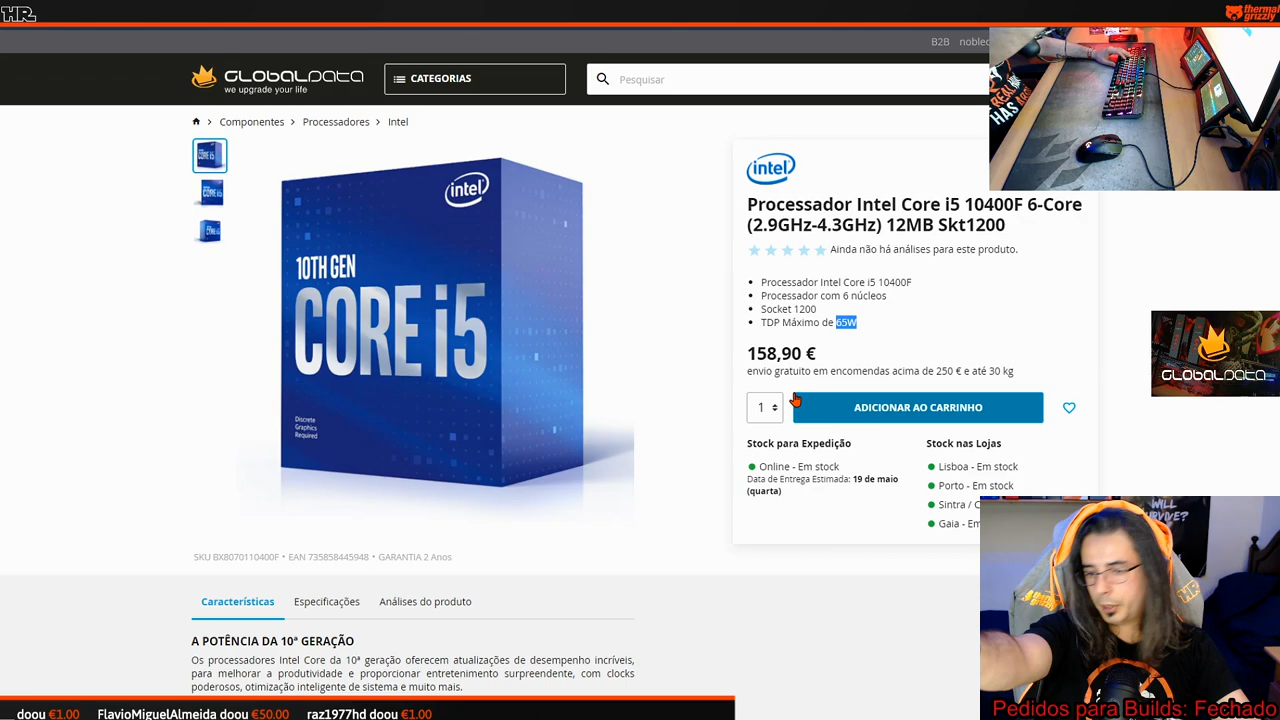 HR
thermal
grizzly
B2B
GLOBALDATA
we upgrade your life
CATEGORIAS
Pesquisar
Componentes > Processadores > Intel
intel
10TH GEN
CORE i5
Discrete
Graphics
Required
intel
Processador Intel Core i5 10400F 6-Core
(2.9GHz-4.3GHz) 12MB Skt1200
Ainda não há análises para este produto.
• Processador Intel Core i5 10400F
• Processador com 6 núcleos
• Socket 1200
• TDP Máximo de 65W
158,90 €
envio gratuito em encomendas acima de 250 € e até 30 kg
1
ADICIONAR AO CARRINHO
Stock para Expedição
Online - Em stock
Data de Entrega Estimada: 19 de maio
(quarta)
Stock nas Lojas
Lisboa - Em stock
Porto - Em stock
Sintra /
Gaia -
GLOBALDATA
SKU BX8070110400F • EAN 735858445948 • GARANTIA 2 Anos
Características Especificações Análises do produto
A POTÊNCIA DA 10ª GERAÇÃO
Os processadores Intel Core da 10ª geração oferecem atualizações de desempenho incríveis,
para melhorar a produtividade e proporcionar entretenimento surpreendente, com clocks
poderosos, otimização inteligente de sistema e muito mais.
WILL
SURVIVE?
doou €1.00 FlavioMiguelAlmeida doou €50.00 raz1977hd doou €1.00
Pedidos para Builds: Fechado